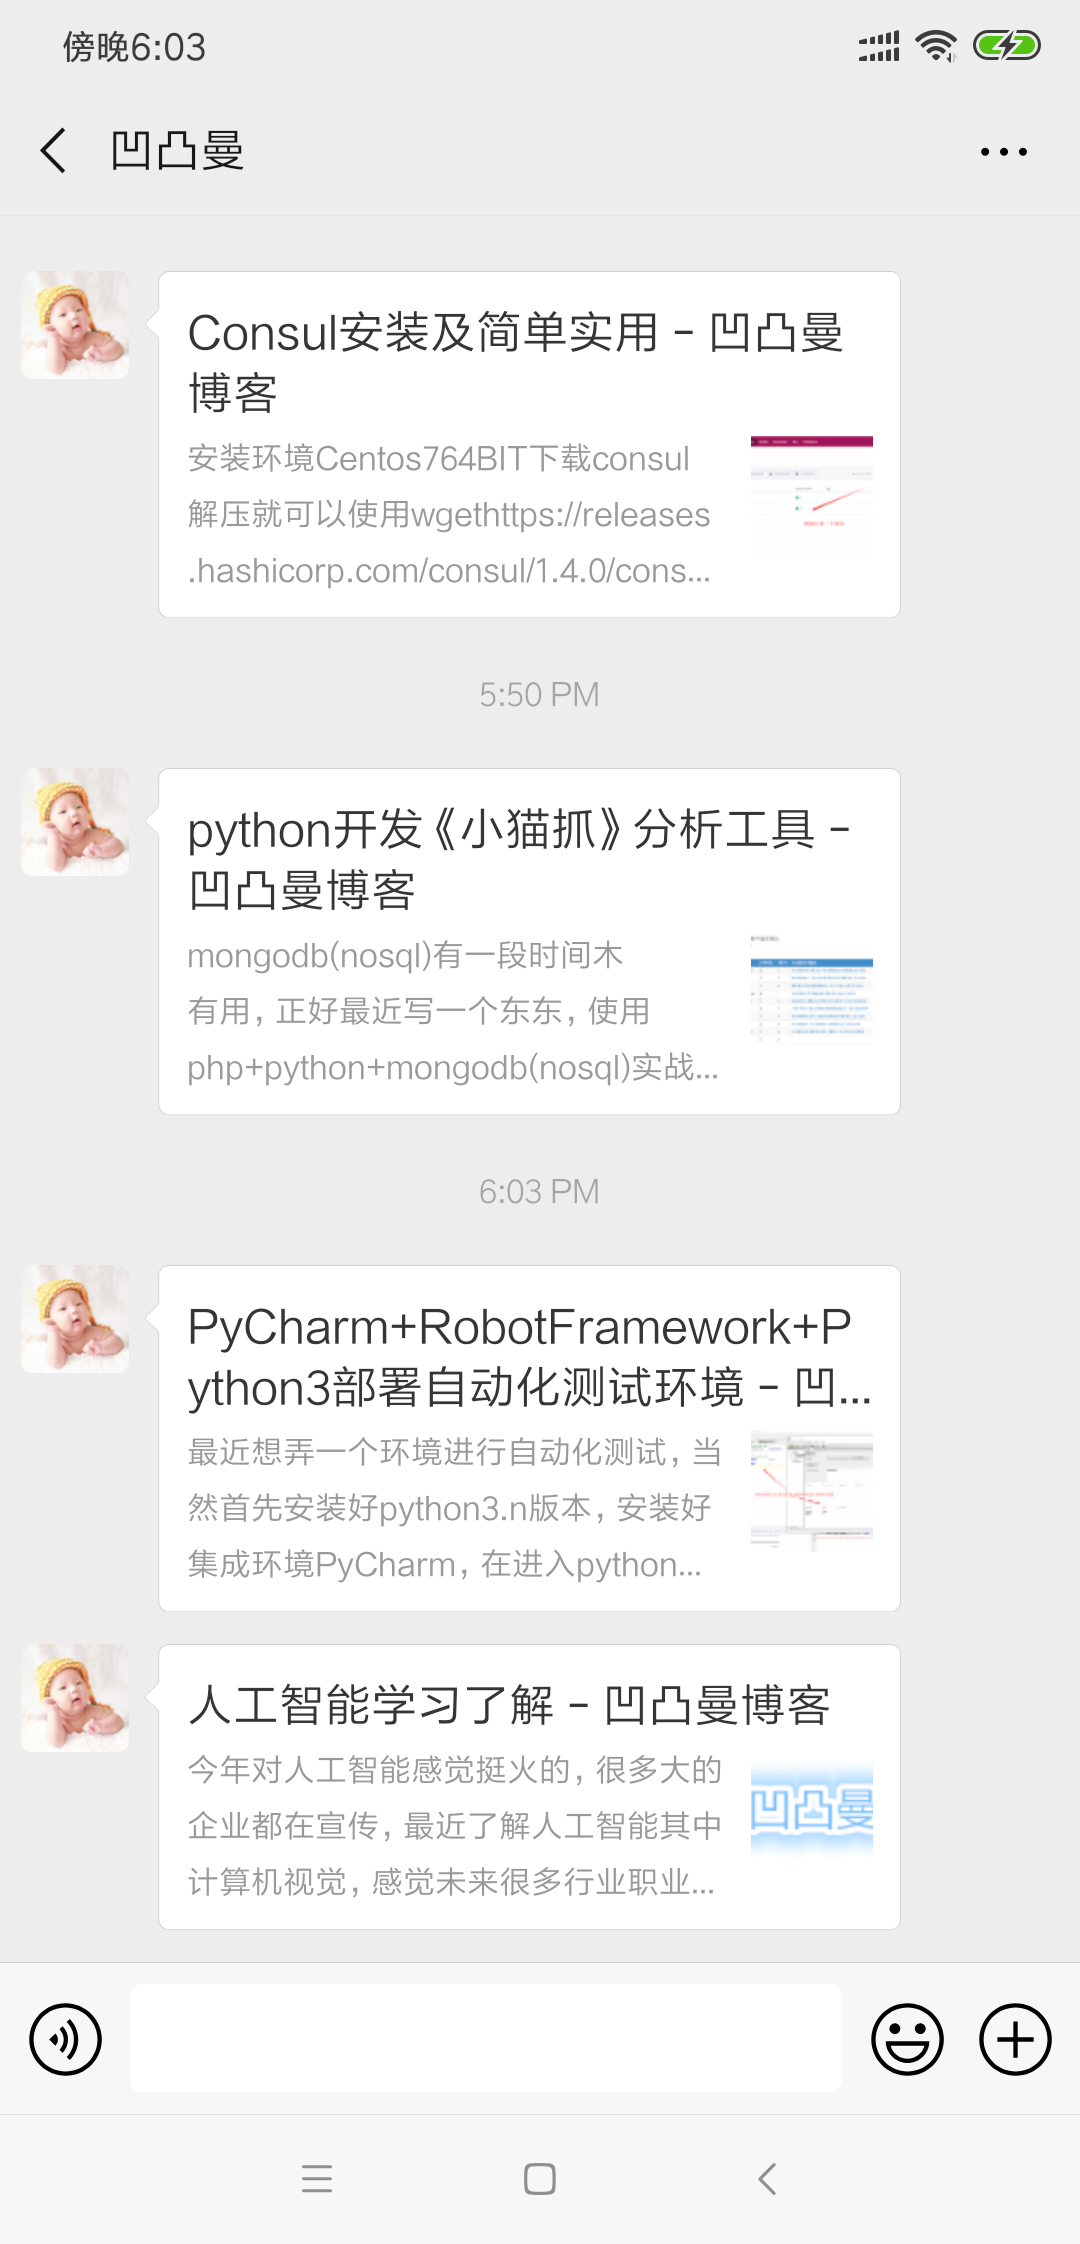 傍晚6:03
凹凸曼
Consul安装及简单实用 - 凹凸曼
博客
安装环境Centos764BIT下载consul
解压就可以使用wgethttps://releases
.hashicorp.com/consul/1.4.0/cons...
5:50 PM
python开发《小猫抓》分析工具 -
凹凸曼博客
mongodb(nosql)有一段时间木
有用，正好最近写一个东东，使用
php+python+mongodb(nosql)实战...
6:03 PM
PyCharm+RobotFramework+P
ython3部署自动化测试环境 - 凹...
最近想弄一个环境进行自动化测试，当
然首先安装好python3.n版本，安装好
集成环境PyCharm，在进入python...
人工智能学习了解 - 凹凸曼博客
今年对人工智能感觉挺火的，很多大的
企业都在宣传，最近了解人工智能其中
计算机视觉，感觉未来很多行业职业...
凹凸曼